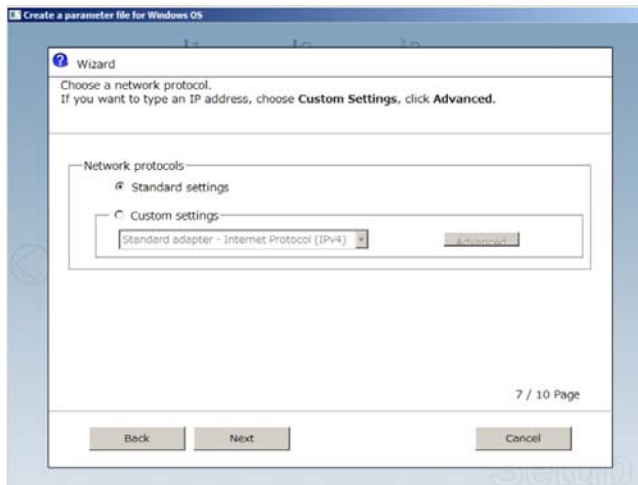 Create a parameter file for Windows OS
Wizard
Choose a network protocol.
If you want to type an IP address, choose Custom Settings, click Advanced.
Network protocols
Standard settings
Custom settings
Standard adapter - Internet Protocol (IPv4)
Advanced
7 / 10 Page
Back
Next
Cancel
Setup